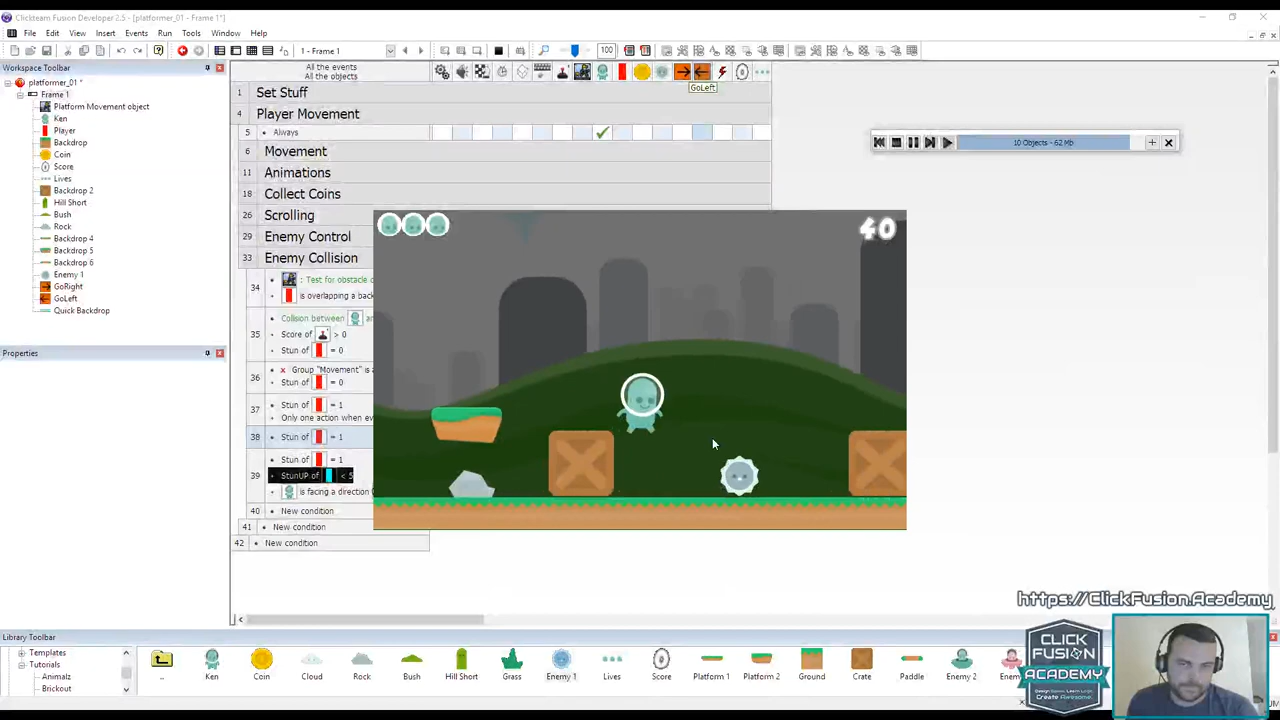 Clickteam Fusion Developer 2.5 - [platformer_01 - Frame 1*]
File Edit View Insert Events Run Tools Window Help
1 - Frame 1
100
Workspace Toolbar
platformer_01 *
Frame 1
Platform Movement object
Ken
Player
Backdrop
Coin
Score
Lives
Backdrop 2
Hill Short
Bush
Rock
Backdrop 4
Backdrop 5
Backdrop 6
Enemy 1
GoRight
GoLeft
Quick Backdrop
Properties
All the events
All the objects
GoLeft
1 Set Stuff
4 Player Movement
5 Always
6 Movement
11 Animations
18 Collect Coins
26 Scrolling
29 Enemy Control
33 Enemy Collision
34 : Test for obstacle
is overlapping a back
35 Collision between
Score of > 0
Stun of = 0
36 X Group "Movement" is a
Stun of = 0
37 Stun of = 1
Only one action when ev
38 Stun of = 1
39 Stun of = 1
StunUP of < 5
is facing a direction
40 New condition
41 New condition
42 New condition
10 Objects - 62 Mb
40
https://ClickFusion.Academy
CLICK
FUSION
ACADEMY
Create Awesome.
Library Toolbar
Templates
Tutorials
Animalz
Brickout
..
Ken
Coin
Cloud
Rock
Bush
Hill Short
Grass
Enemy 1
Lives
Score
Platform 1
Platform 2
Ground
Crate
Paddle
Enemy 2
Enem